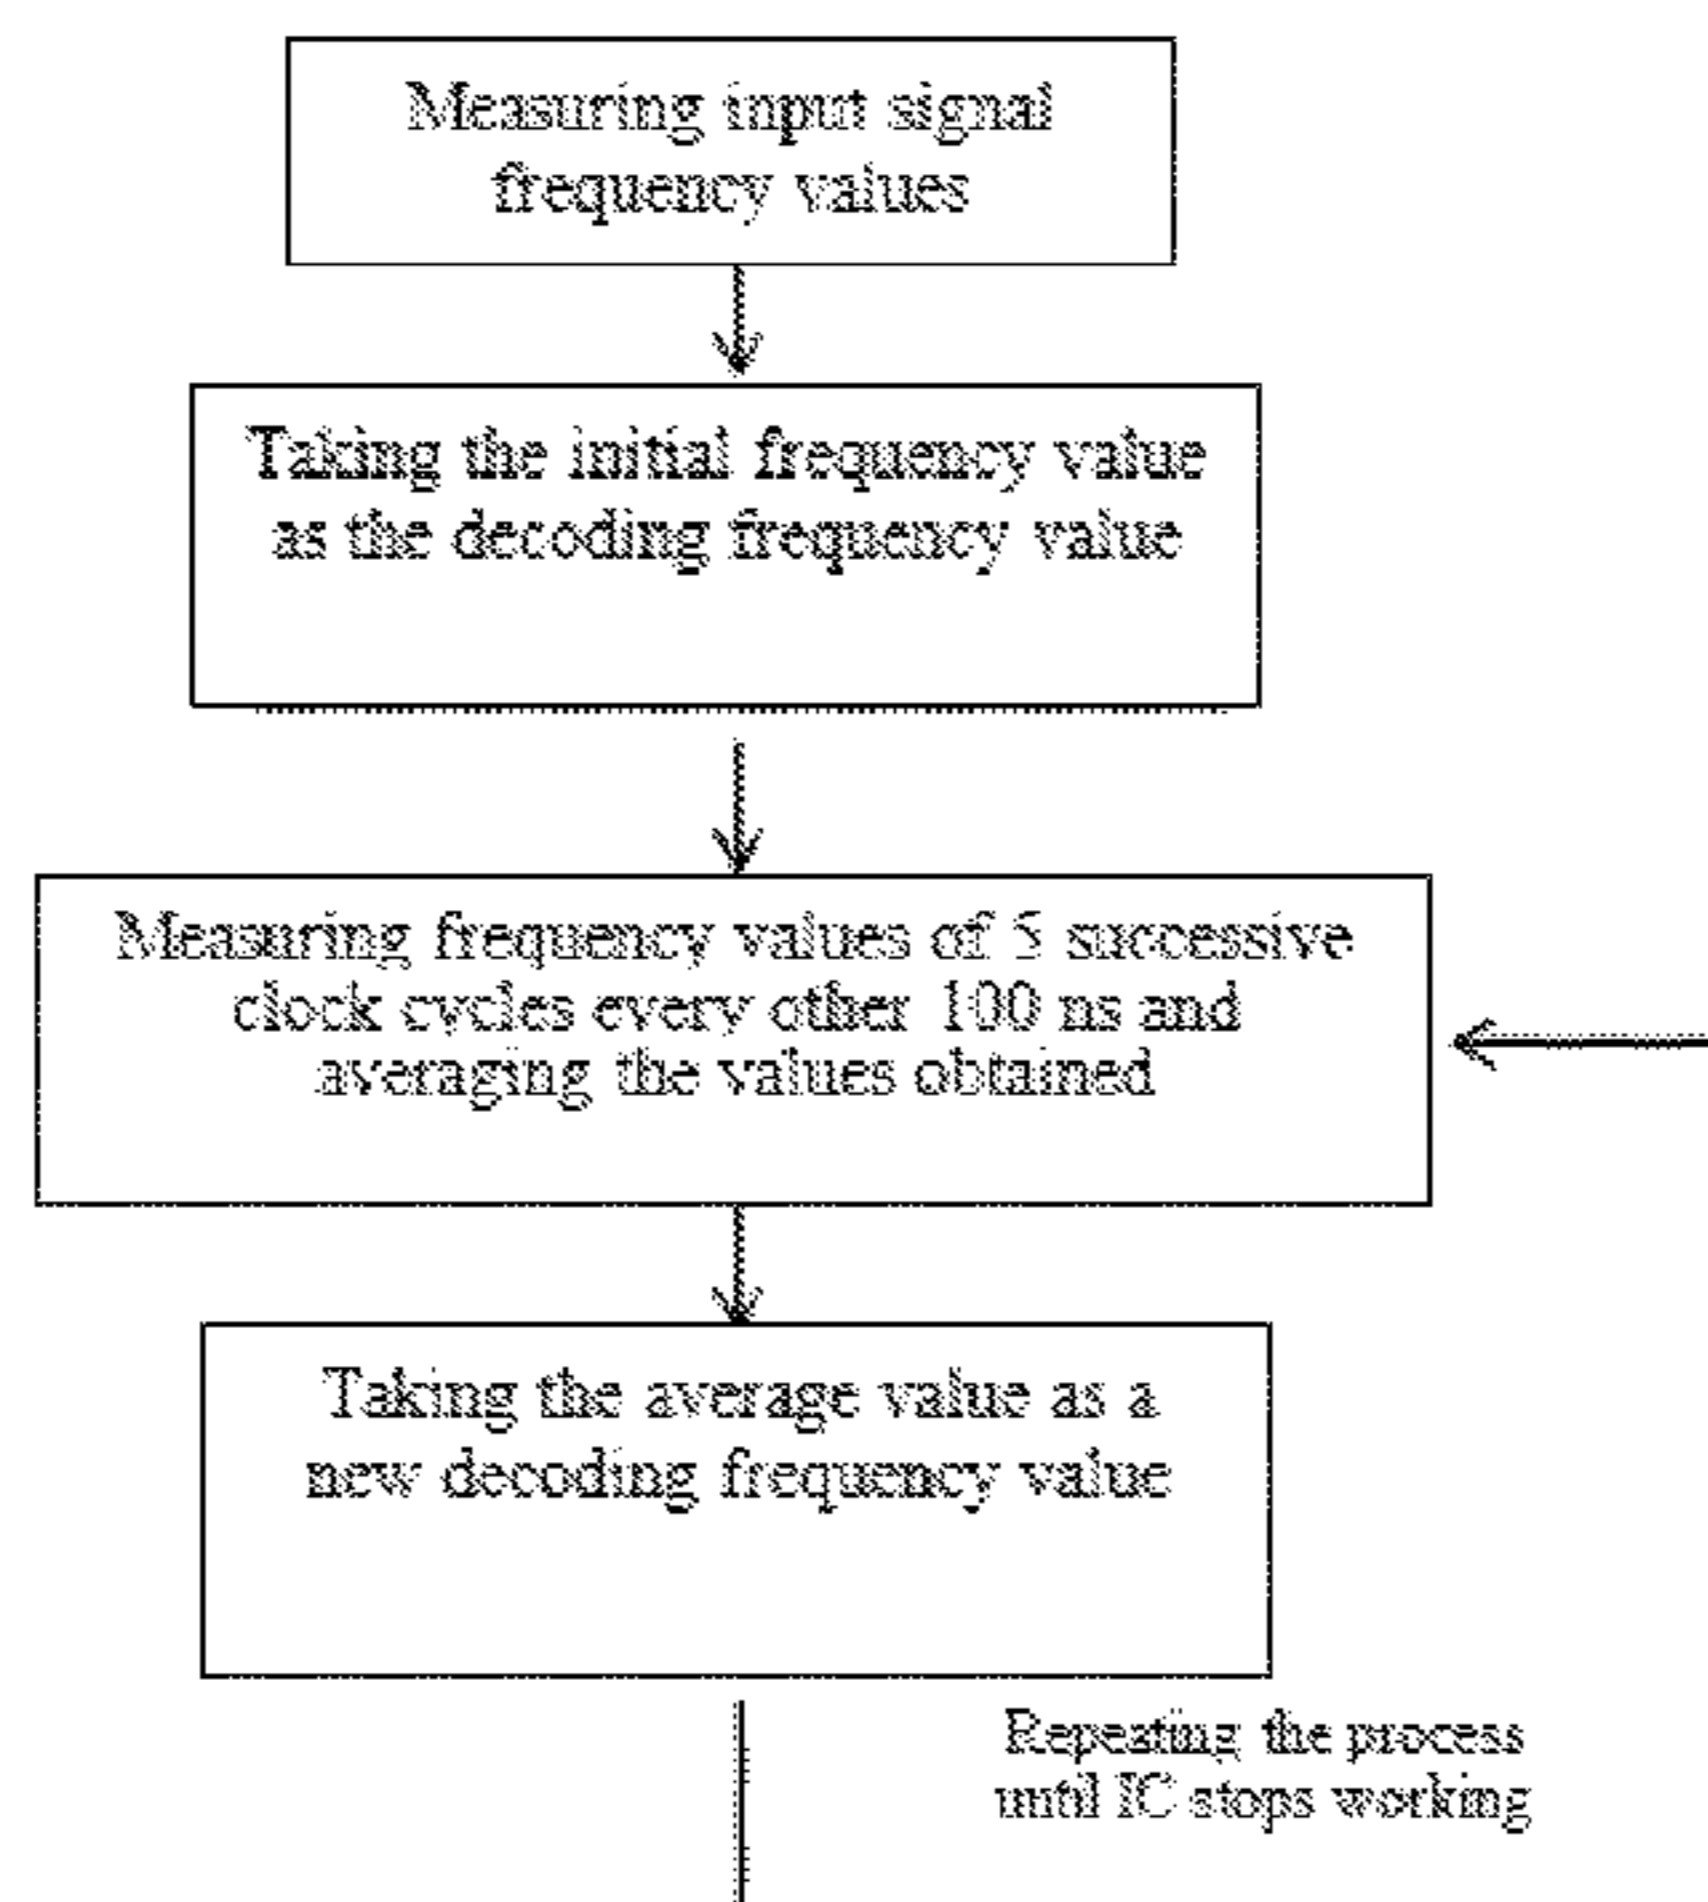 Measuring input signal
frequency values
Taking the initial frequency value
as the decoding frequency value
Measuring frequency values of 5 successive
clock cycles every other 100 ns and
averaging the values obtained
Taking the average value as a
new decoding frequency value
Repeating the process
until IC stops working